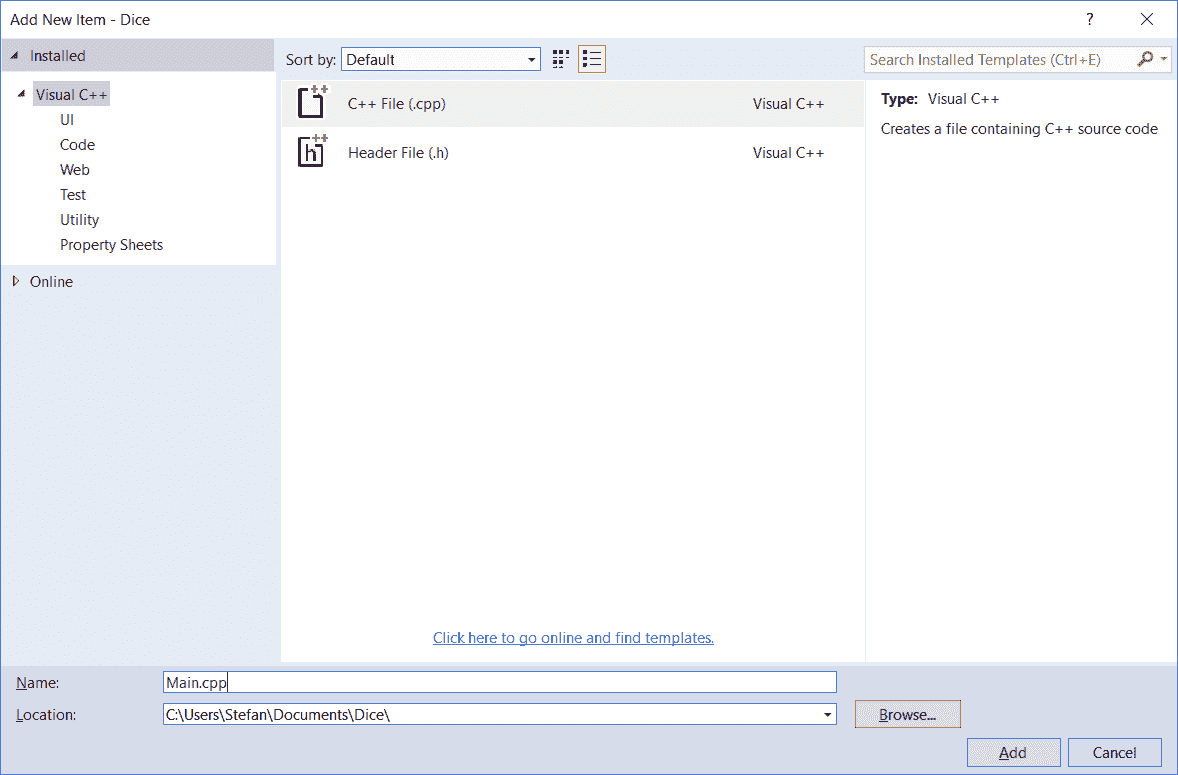 Add New Item - Dice
?
Installed
Sort by: Default
Search Installed Templates (Ctrl+E)
Visual C++
UI
Code
Web
Test
Utility
Property Sheets
Online
C++ File (.cpp) Visual C++
Header File (.h) Visual C++
Type: Visual C++
Creates a file containing C++ source code
Click here to go online and find templates.
Name: Main.cpp
Location: C:\Users\Stefan\Documents\Dice\
Browse...
Add
Cancel